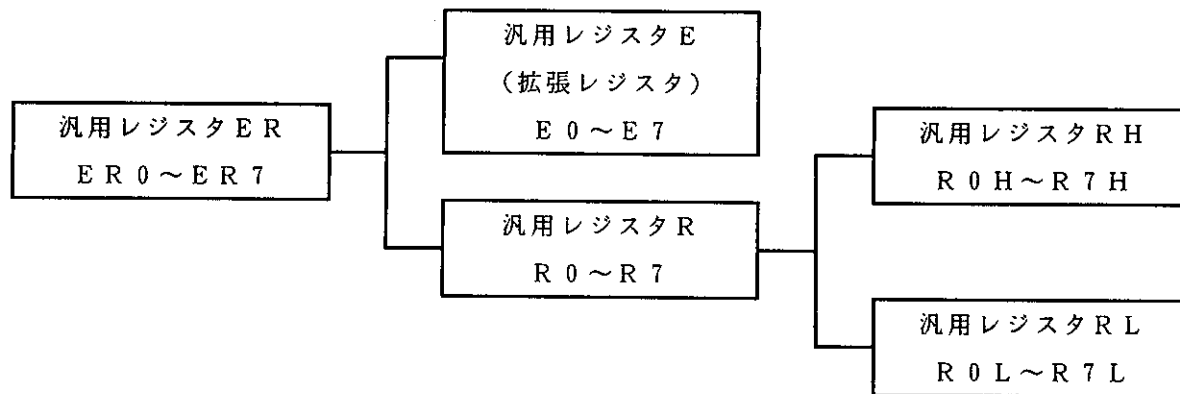 汎用レジスタER
ER0～ER7
汎用レジスタE
(拡張レジスタ)
E0～E7
汎用レジスタR
R0～R7
汎用レジスタRH
R0H～R7H
汎用レジスタRL
R0L～R7L